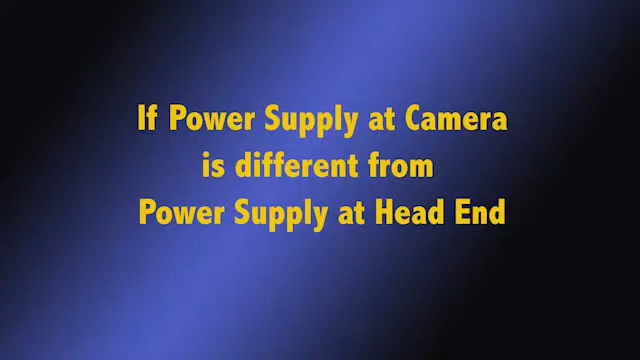 If Power Supply at Camera
is different from
Power Supply at Head End